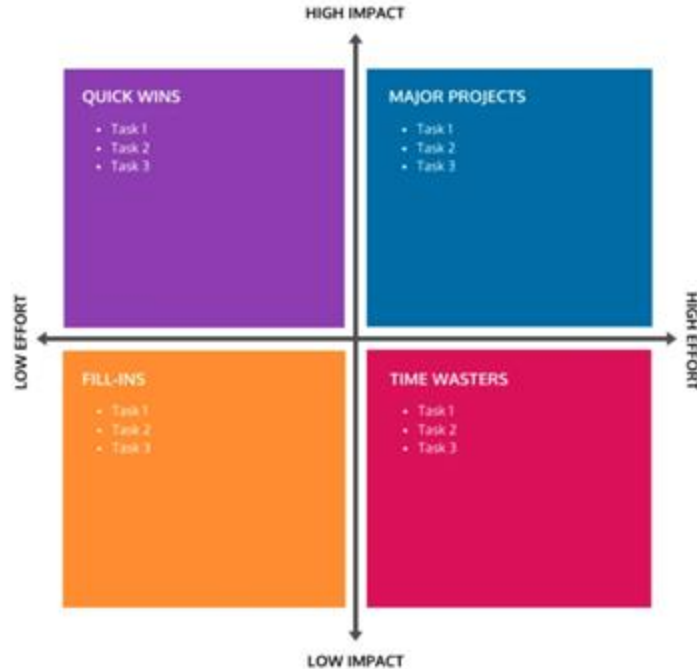 HIGH IMPACT
QUICK WINS
• Task 1
• Task 2
• Task 3
MAJOR PROJECTS
• Task 1
• Task 2
• Task 3
LOW EFFORT
HIGH EFFORT
FILL-INS
• Task 1
• Task 2
• Task 3
TIME WASTERS
• Task 1
• Task 2
• Task 3
LOW IMPACT